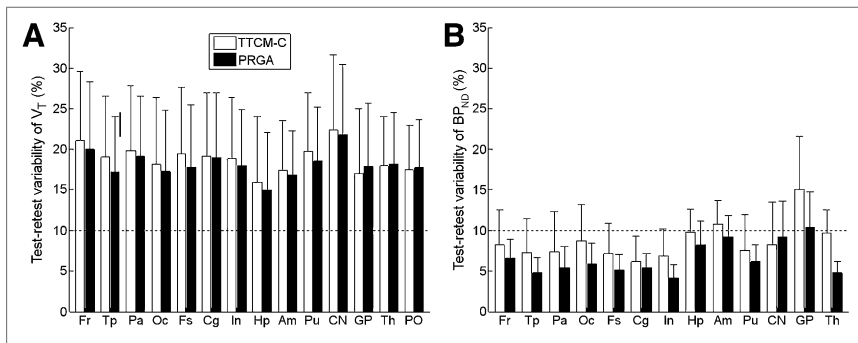 A
TTCM-C
PRGA
Test-retest variability of V_T (%)
35
30
25
20
15
10
5
0
Fr Tp Pa Oc Fs Cg In Hp Am Pu CN GP Th PO
B
Test-retest variability of BP_ND (%)
35
30
25
20
15
10
5
0
Fr Tp Pa Oc Fs Cg In Hp Am Pu CN GP Th